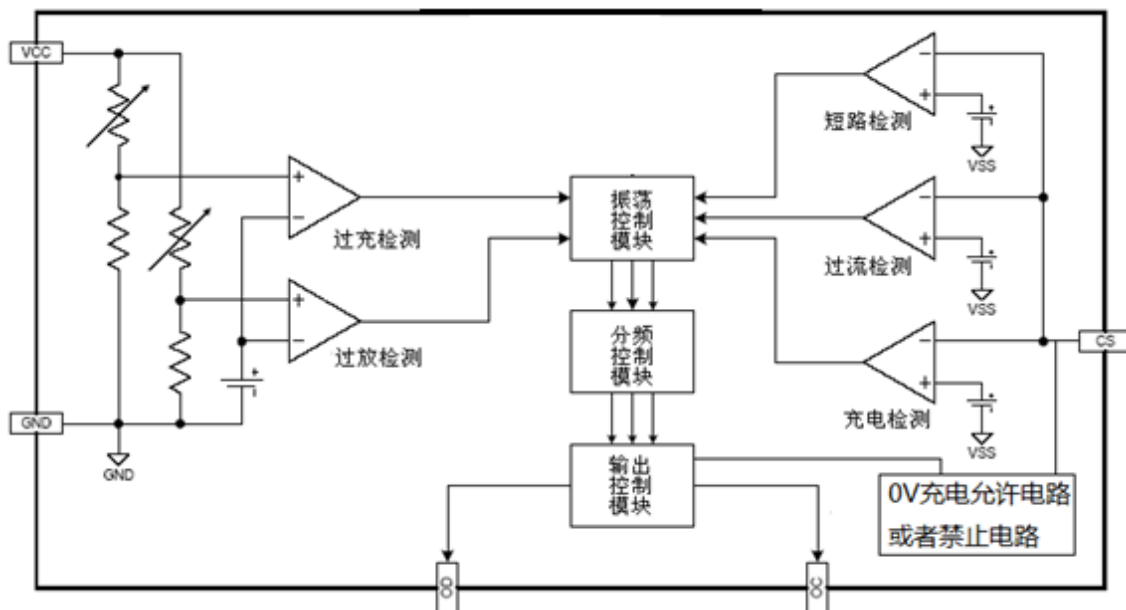 VCC
短路检测
VSS
过充检测
振荡
控制
模块
过流检测
VSS
过放检测
分频
控制
模块
CS
充电检测
VSS
GND
GND
输出
控制
模块
0V充电允许电路
或者禁止电路
OD
OC